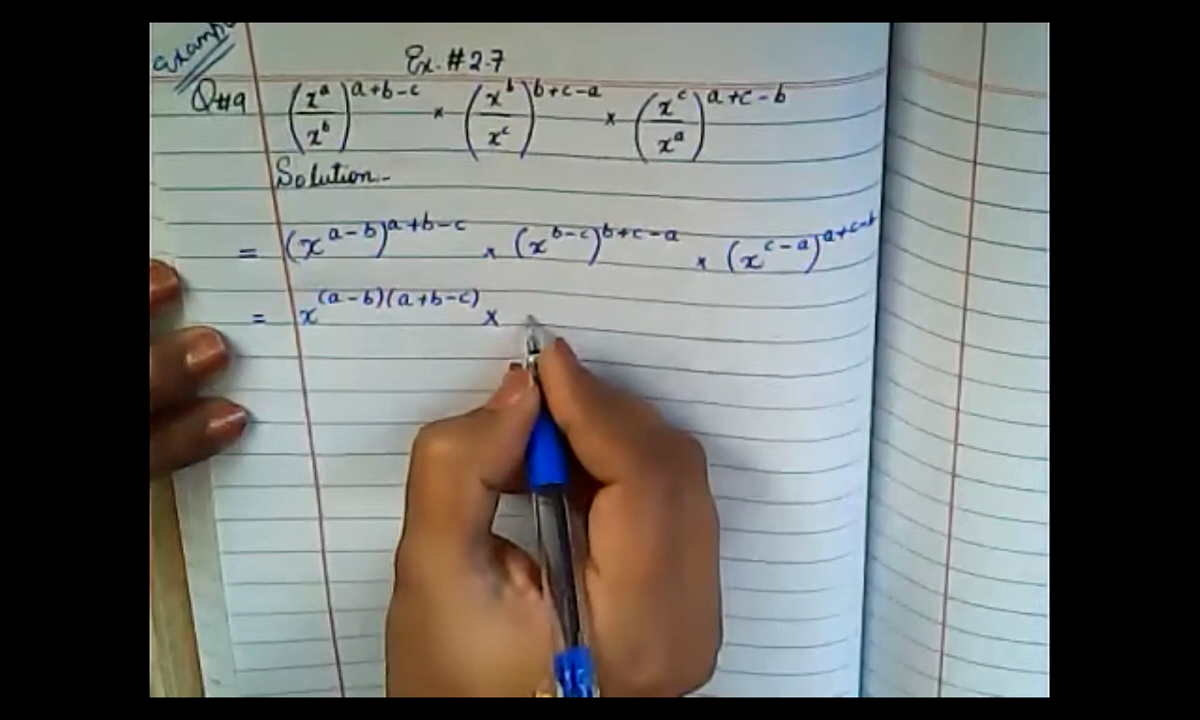 Example
Ex. # 2.7
Q#9 (x^a/x^b)^(a+b-c) × (x^b/x^c)^(b+c-a) × (x^c/x^a)^(a+c-b)
Solution-
= (x^(a-b))^(a+b-c) × (x^(b-c))^(b+c-a) × (x^(c-a))^(a+c-b)
= x^((a-b)(a+b-c)) ×